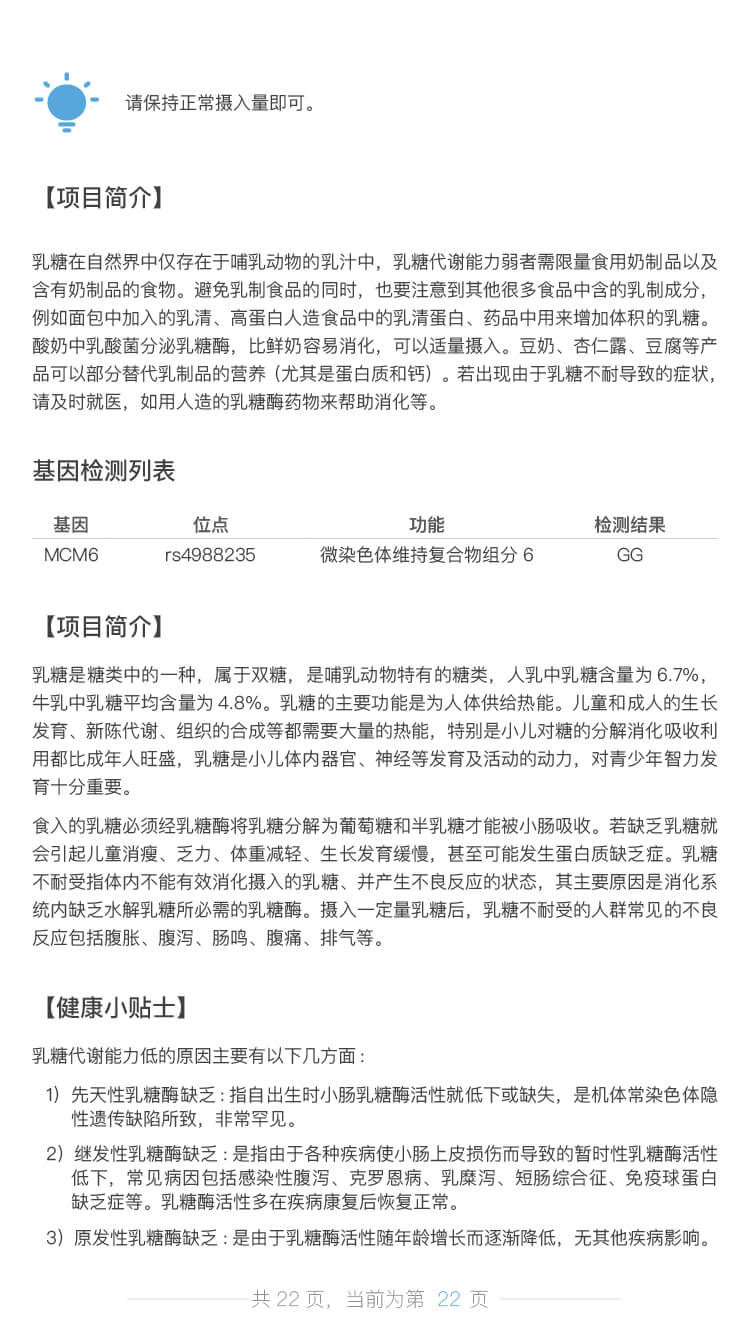 请保持正常摄入量即可。
【项目简介】
乳糖在自然界中仅存在于哺乳动物的乳汁中，乳糖代谢能力弱者需限量食用奶制品以及
含有奶制品的食物。避免乳制食品的同时，也要注意到其他很多食品中含的乳制成分，
例如面包中加入的乳清、高蛋白人造食品中的乳清蛋白、药品中用来增加体积的乳糖。
酸奶中乳酸菌分泌乳糖酶，比鲜奶容易消化，可以适量摄入。豆奶、杏仁露、豆腐等产
品可以部分替代乳制品的营养（尤其是蛋白质和钙）。若出现由于乳糖不耐导致的症状，
请及时就医，如用人造的乳糖酶药物来帮助消化等。
基因检测列表
基因 位点 功能 检测结果
MCM6 rs4988235 微染色体维持复合物组分 6 GG
【项目简介】
乳糖是糖类中的一种，属于双糖，是哺乳动物特有的糖类，人乳中乳糖含量为 6.7%，
牛乳中乳糖平均含量为 4.8%。乳糖的主要功能是为人体供给热能。儿童和成人的生长
发育、新陈代谢、组织的合成等都需要大量的热能，特别是小儿对糖的分解消化吸收利
用都比成年人旺盛，乳糖是小儿体内器官、神经等发育及活动的动力，对青少年智力发
育十分重要。
食入的乳糖必须经乳糖酶将乳糖分解为葡萄糖和半乳糖才能被小肠吸收。若缺乏乳糖就
会引起儿童消瘦、乏力、体重减轻、生长发育缓慢，甚至可能发生蛋白质缺乏症。乳糖
不耐受指体内不能有效消化摄入的乳糖、并产生不良反应的状态，其主要原因是消化系
统内缺乏水解乳糖所必需的乳糖酶。摄入一定量乳糖后，乳糖不耐受的人群常见的不良
反应包括腹胀、腹泻、肠鸣、腹痛、排气等。
【健康小贴士】
乳糖代谢能力低的原因主要有以下几方面：
1）先天性乳糖酶缺乏：指自出生时小肠乳糖酶活性就低下或缺失，是机体常染色体隐
性遗传缺陷所致，非常罕见。
2）继发性乳糖酶缺乏：是指由于各种疾病使小肠上皮损伤而导致的暂时性乳糖酶活性
低下，常见病因包括感染性腹泻、克罗恩病、乳糜泻、短肠综合征、免疫球蛋白
缺乏症等。乳糖酶活性多在疾病康复后恢复正常。
3）原发性乳糖酶缺乏：是由于乳糖酶活性随年龄增长而逐渐降低，无其他疾病影响。
共 22 页，当前为第 22 页